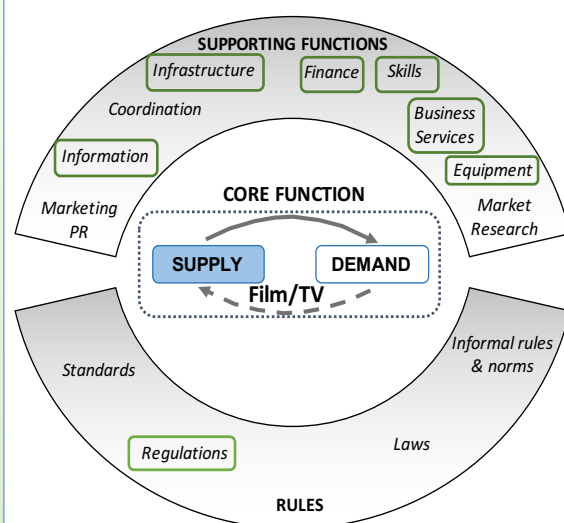 SUPPORTING FUNCTIONS
Infrastructure
Finance
Skills
Coordination
Business
Services
Information
Equipment
Marketing
PR
Market
Research
CORE FUNCTION
SUPPLY
DEMAND
Film/TV
Informal rules
& norms
Standards
Regulations
Laws
RULES